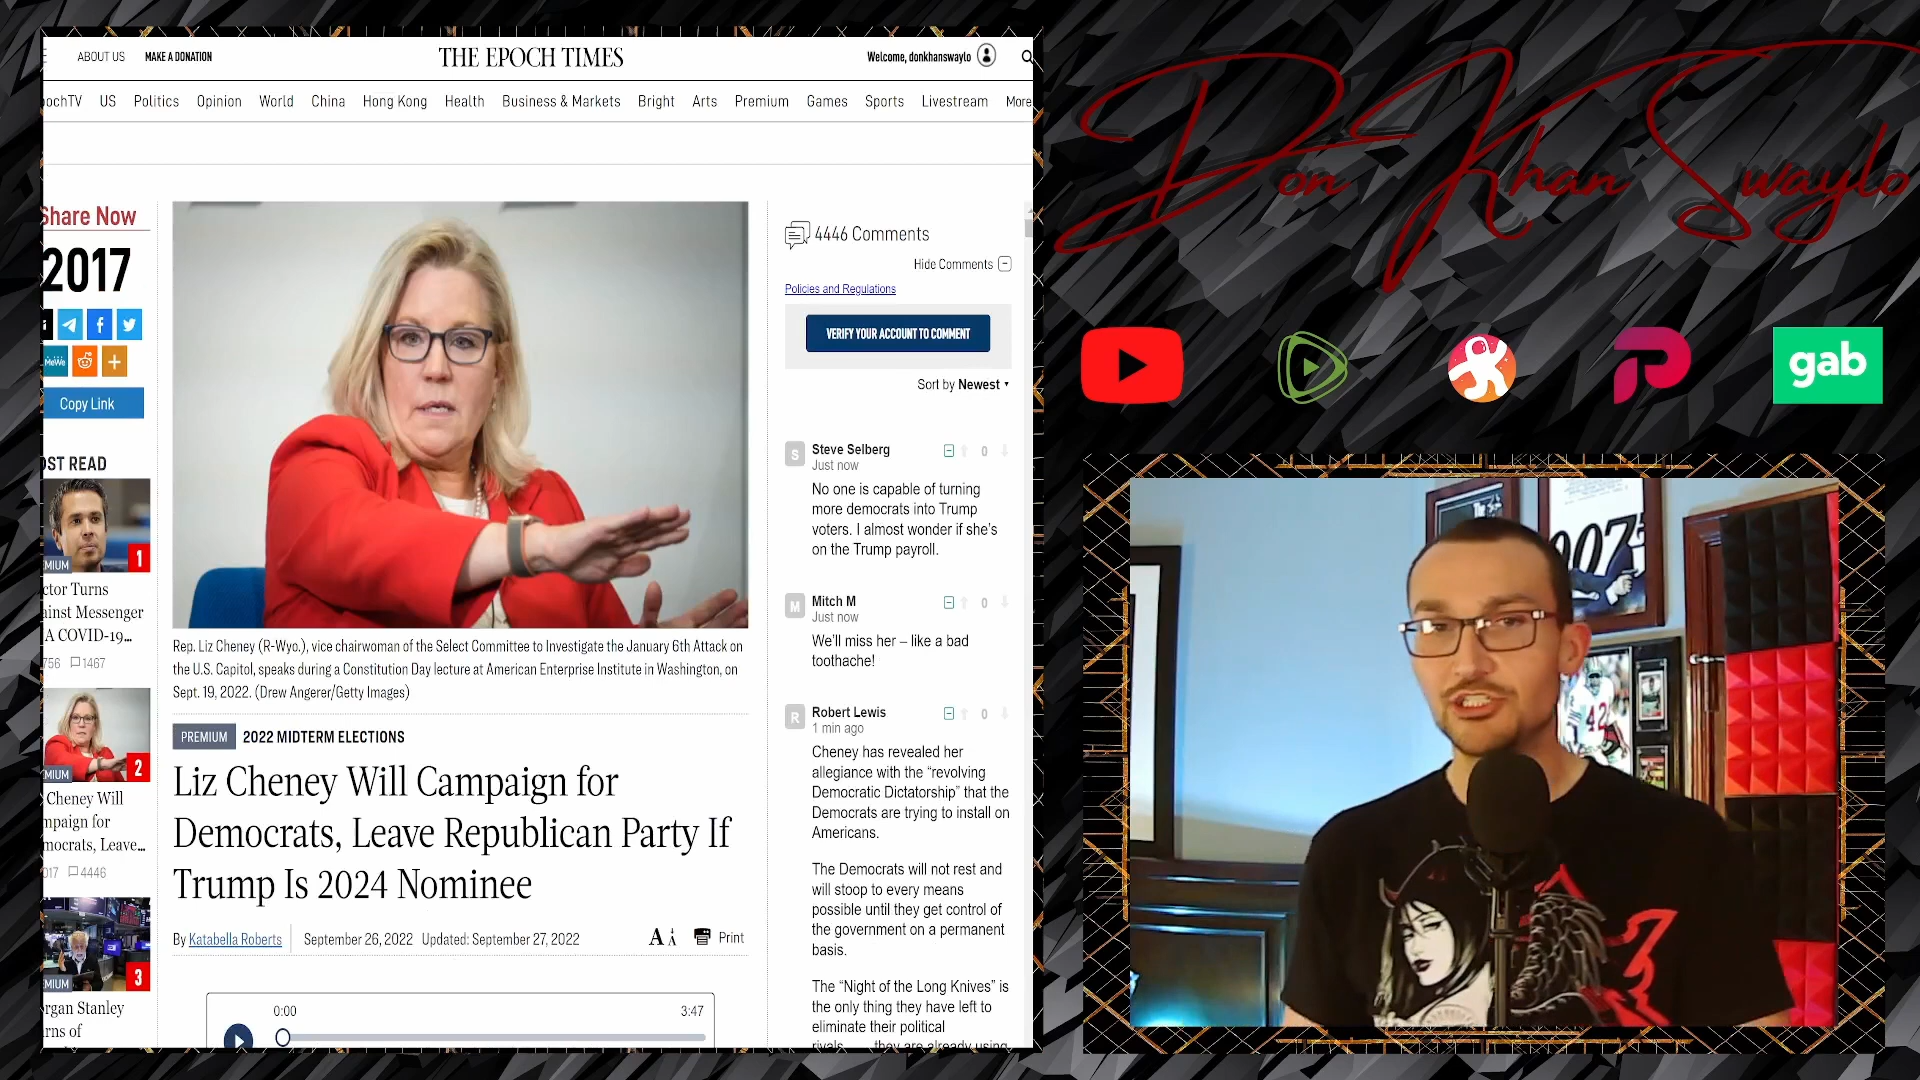 ABOUT US MAKE A DONATION
THE EPOCH TIMES
Welcome, donkhanswaylo
ochTV US Politics Opinion World China Hong Kong Health Business & Markets Bright Arts Premium Games Sports Livestream More
Share Now
2017
MeWe
Copy Link
OST READ
MIUM
1
ctor Turns
ainst Messenger
A COVID-19...
756 1467
MIUM
2
Cheney Will
mpaign for
mocrats, Leave...
017 4446
MIUM
3
organ Stanley
rns of
Rep. Liz Cheney (R-Wyo.), vice chairwoman of the Select Committee to Investigate the January 6th Attack on
the U.S. Capitol, speaks during a Constitution Day lecture at American Enterprise Institute in Washington, on
Sept. 19, 2022. (Drew Angerer/Getty Images)
PREMIUM 2022 MIDTERM ELECTIONS
Liz Cheney Will Campaign for
Democrats, Leave Republican Party If
Trump Is 2024 Nominee
By Katabella Roberts September 26, 2022 Updated: September 27, 2022
A A Print
0:00 3:47
4446 Comments
Hide Comments
Policies and Regulations
VERIFY YOUR ACCOUNT TO COMMENT
Sort by Newest
S Steve Selberg 0
Just now
No one is capable of turning
more democrats into Trump
voters. I almost wonder if she's
on the Trump payroll.
M Mitch M 0
Just now
We'll miss her – like a bad
toothache!
R Robert Lewis 0
1 min ago
Cheney has revealed her
allegiance with the “revolving
Democratic Dictatorship” that the
Democrats are trying to install on
Americans.
The Democrats will not rest and
will stoop to every means
possible until they get control of
the government on a permanent
basis.
The “Night of the Long Knives” is
the only thing they have left to
eliminate their political
rivals........they are already using
Don Khan Swaylo
gab
007
42